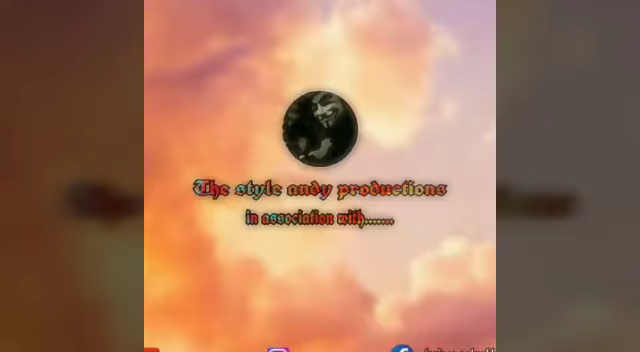 The style andy productions
in association with.......